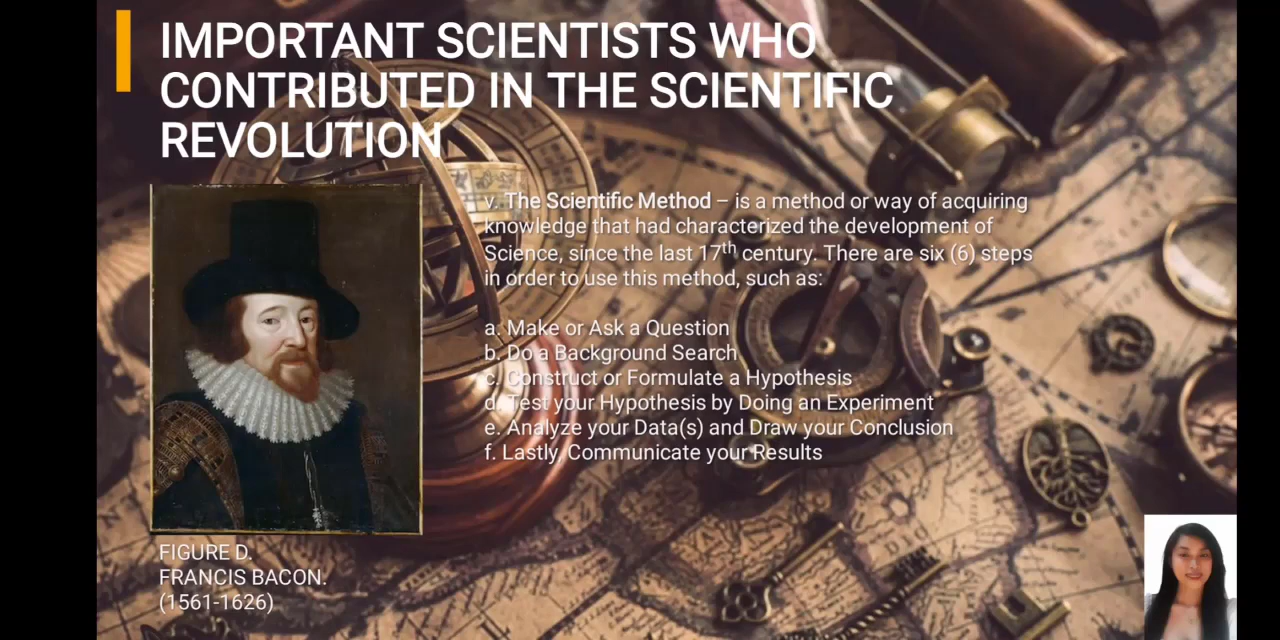 IMPORTANT SCIENTISTS WHO
CONTRIBUTED IN THE SCIENTIFIC
REVOLUTION
v. The Scientific Method – is a method or way of acquiring
knowledge that had characterized the development of
Science, since the last 17th century. There are six (6) steps
in order to use this method, such as:
a. Make or Ask a Question
b. Do a Background Search
c. Construct or Formulate a Hypothesis
d. Test your Hypothesis by Doing an Experiment
e. Analyze your Data(s) and Draw your Conclusion
f. Lastly, Communicate your Results
FIGURE D.
FRANCIS BACON.
(1561-1626)